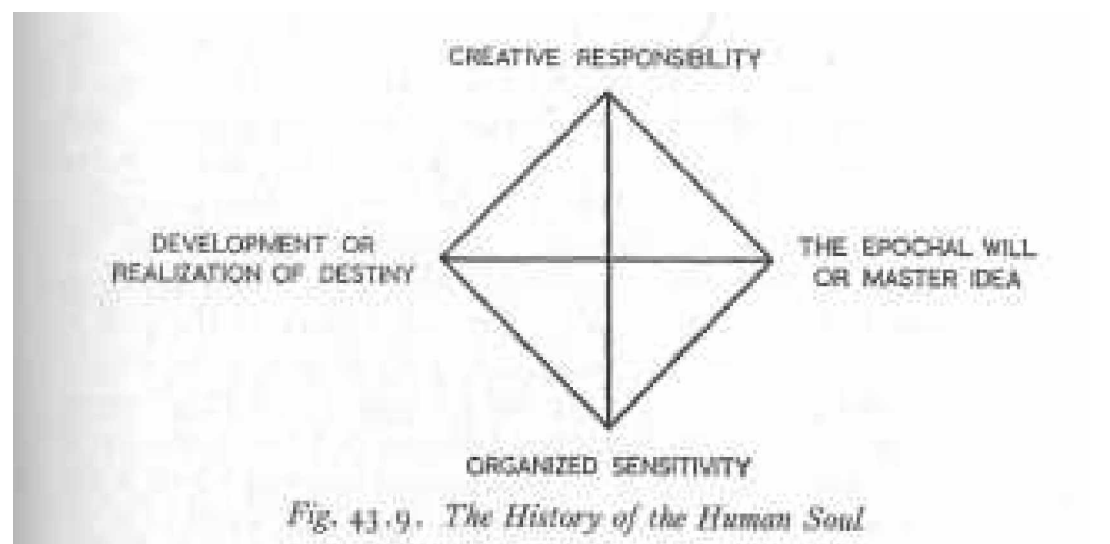 CREATIVE RESPONSIBILITY
DEVELOPMENT OR
REALIZATION OF DESTINY
THE EPOCHAL WILL
OR MASTER IDEA
ORGANIZED SENSITIVITY
Fig. 43.9. The History of the Human Soul